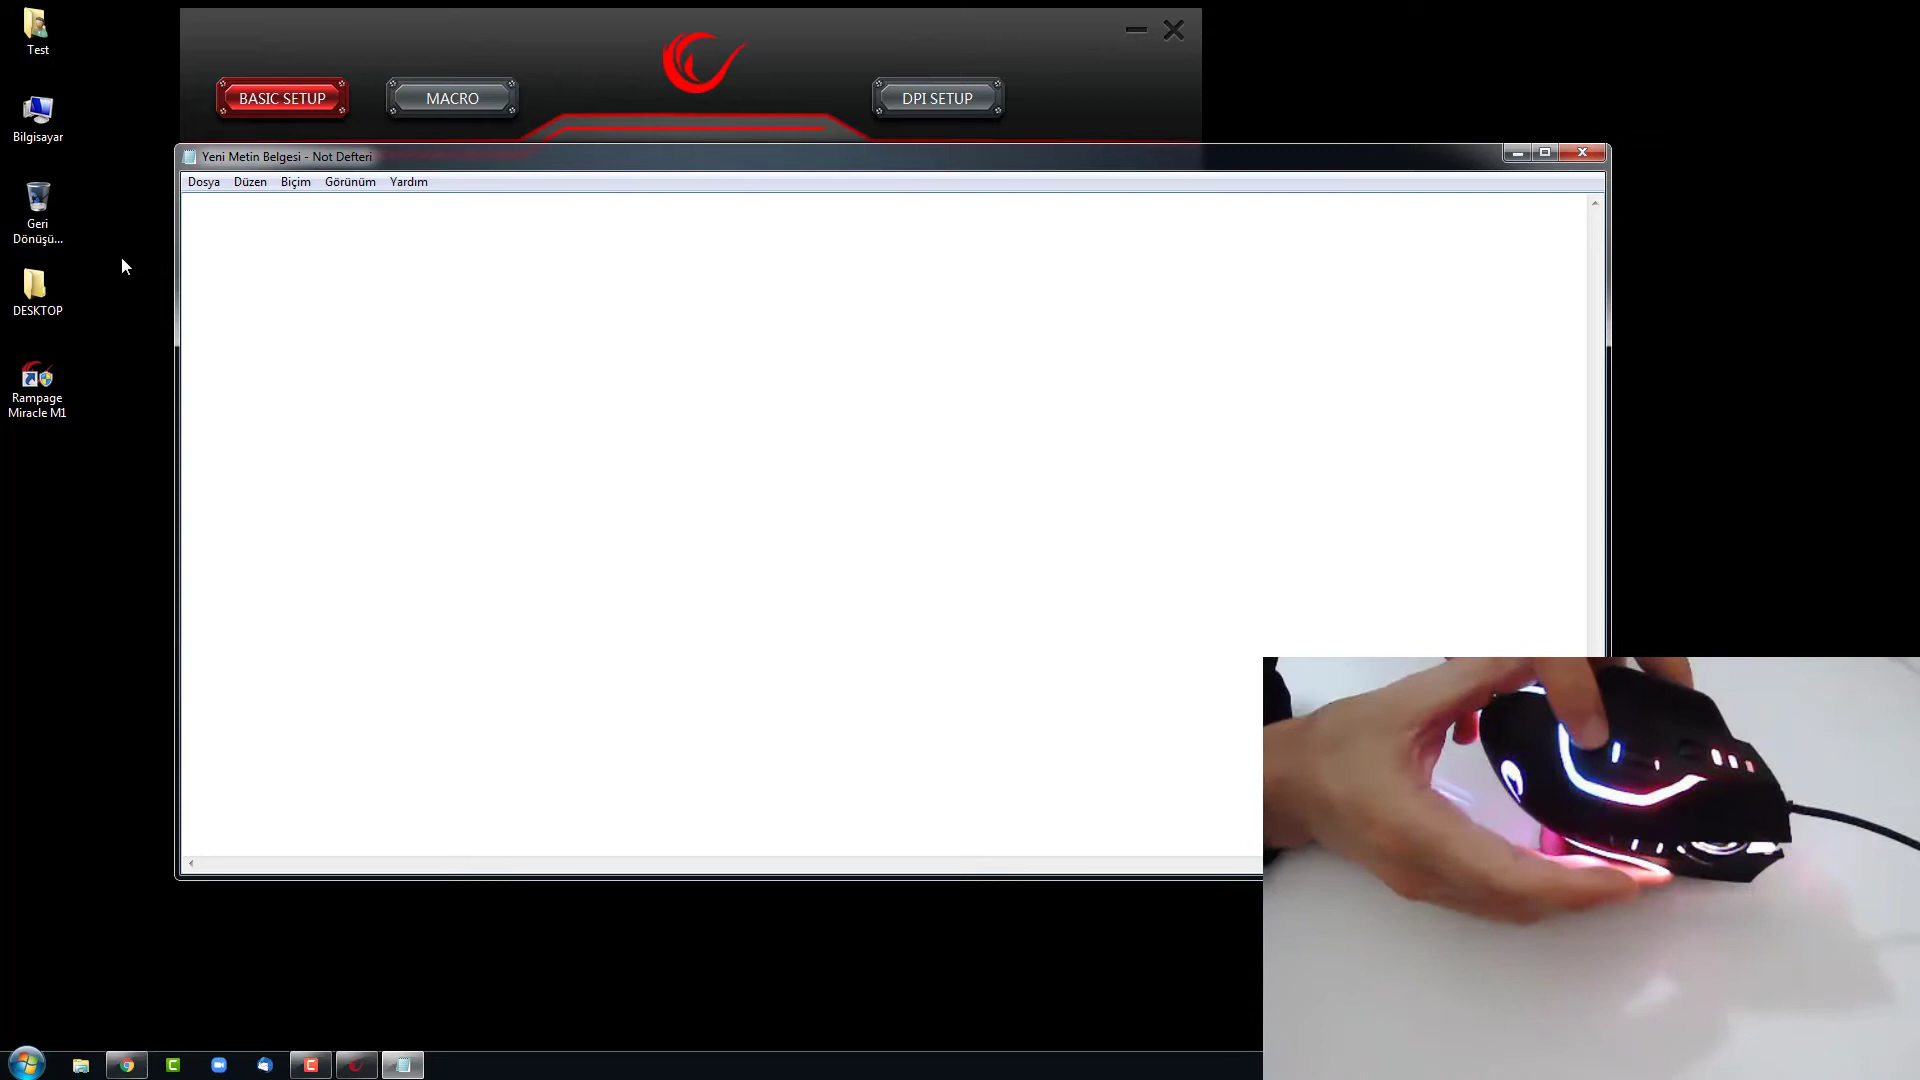 Test
Bilgisayar
Geri
Dönüşü...
DESKTOP
Rampage
Miracle M1
BASIC SETUP
MACRO
DPI SETUP
Yeni Metin Belgesi - Not Defteri
Dosya Düzen Biçim Görünüm Yardım